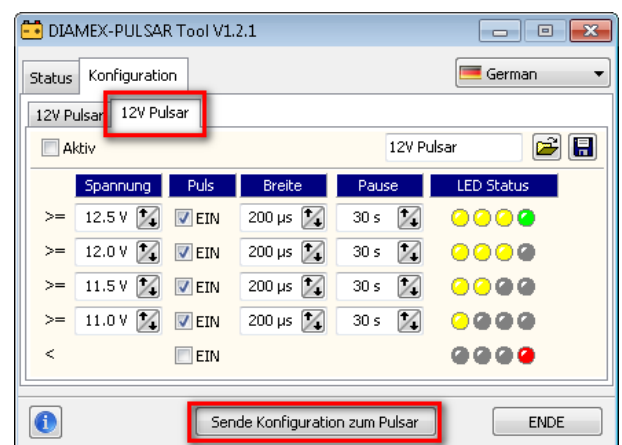 DIAMEX-PULSAR Tool V1.2.1
Status Konfiguration German
12V Pulsar 12V Pulsar
Aktiv 12V Pulsar
Spannung Puls Breite Pause LED Status
>= 12.5 V EIN 200 µs 30 s
>= 12.0 V EIN 200 µs 30 s
>= 11.5 V EIN 200 µs 30 s
>= 11.0 V EIN 200 µs 30 s
< EIN
Sende Konfiguration zum Pulsar ENDE